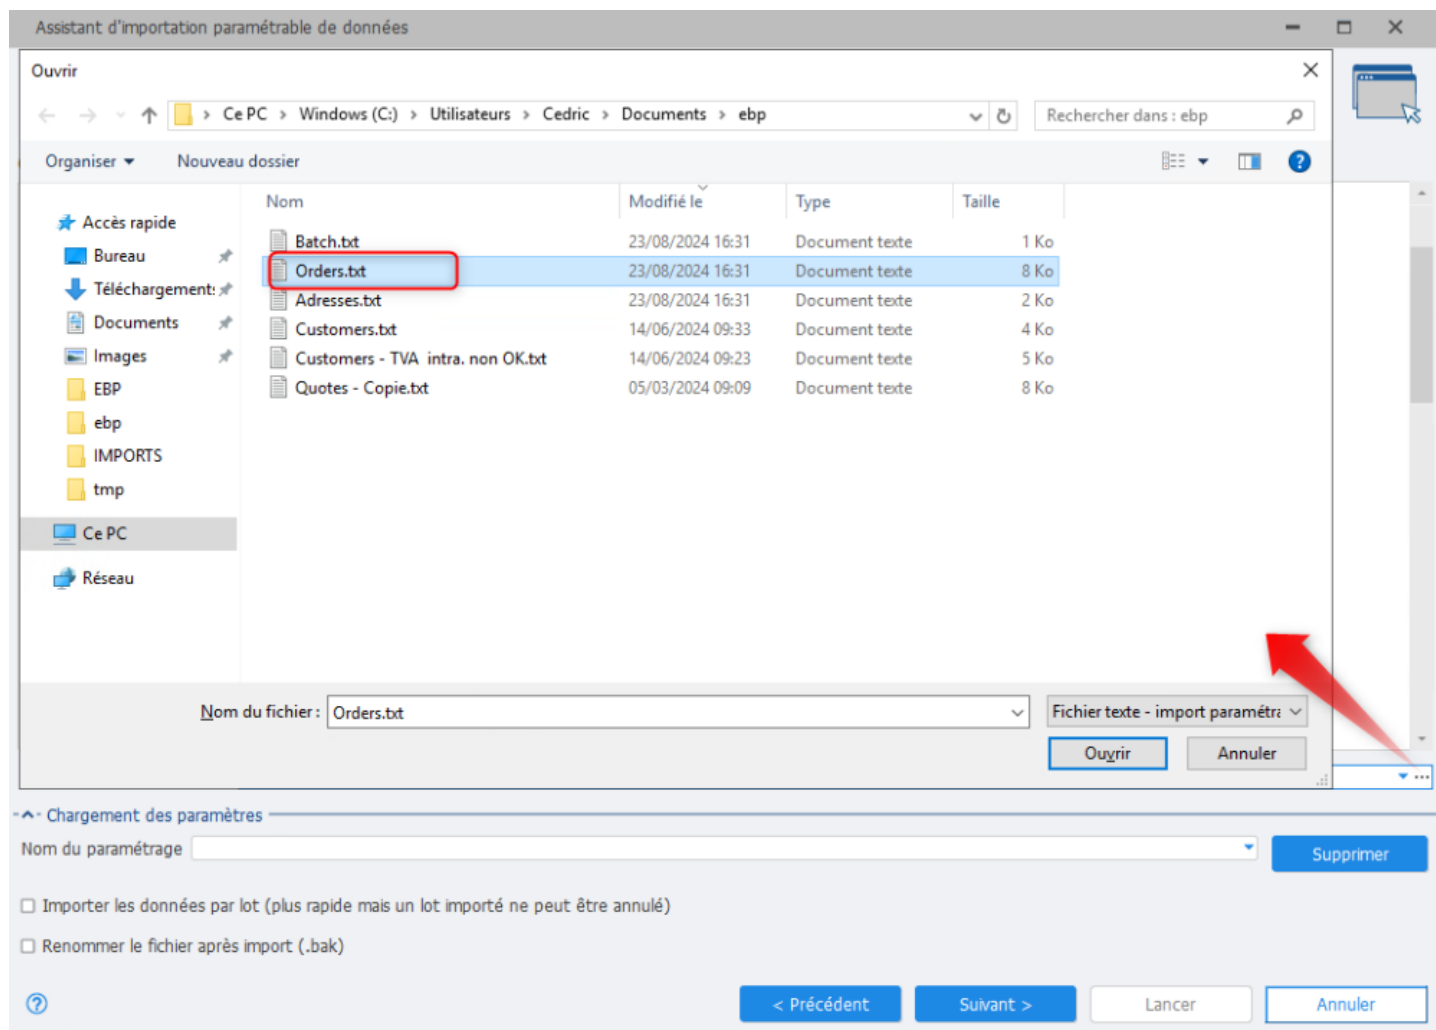 Assistant d'importation paramétrable de données
Ouvrir
Ce PC > Windows (C:) > Utilisateurs > Cedric > Documents > ebp
Rechercher dans : ebp
Organiser
Nouveau dossier
Nom Modifié le Type Taille
Accès rapide
Bureau
Téléchargement:
Documents
Images
EBP
ebp
IMPORTS
tmp
Ce PC
Réseau
Batch.txt 23/08/2024 16:31 Document texte 1 Ko
Orders.txt 23/08/2024 16:31 Document texte 8 Ko
Adresses.txt 23/08/2024 16:31 Document texte 2 Ko
Customers.txt 14/06/2024 09:33 Document texte 4 Ko
Customers - TVA intra. non OK.txt 14/06/2024 09:23 Document texte 5 Ko
Quotes - Copie.txt 05/03/2024 09:09 Document texte 8 Ko
Nom du fichier : Orders.txt
Fichier texte - import paramétra
Ouvrir Annuler
Chargement des paramètres
Nom du paramétrage
Supprimer
Importer les données par lot (plus rapide mais un lot importé ne peut être annulé)
Renommer le fichier après import (.bak)
< Précédent Suivant > Lancer Annuler